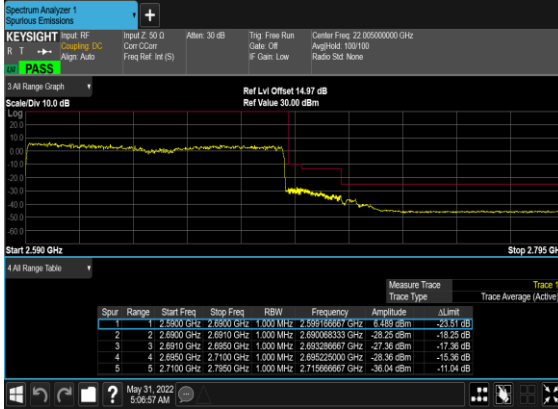 Spectrum Analyzer 1
Spurious Emissions
KEYSIGHT Input: RF Input Z: 50 Ω Atten: 30 dB Trig: Free Run Center Freq: 22.005000000 GHz
R T Coupling: DC Corr CCorr Gate: Off Avg|Hold: 100/100
Align: Auto Freq Ref: Int (S) IF Gain: Low Radio Std: None
PASS
3 All Range Graph
Ref Lvl Offset 14.97 dB
Scale/Div 10.0 dB Ref Value 30.00 dBm
Log
20.0
10.0
0.00
-10.0
-20.0
-30.0
-40.0
-50.0
-60.0
Start 2.590 GHz Stop 2.795 GH
4 All Range Table
Measure Trace Trace 1
Trace Type Trace Average (Active)
Spur Range Start Freq Stop Freq RBW Frequency Amplitude ΔLimit
1 1 2.5900 GHz 2.6900 GHz 1.000 MHz 2.599166667 GHz 6.489 dBm -23.51 dB
2 2 2.6900 GHz 2.6910 GHz 1.000 MHz 2.690068333 GHz -28.25 dBm -18.25 dB
3 3 2.6910 GHz 2.6950 GHz 1.000 MHz 2.693286667 GHz -27.36 dBm -17.36 dB
4 4 2.6950 GHz 2.7100 GHz 1.000 MHz 2.695225000 GHz -28.36 dBm -15.36 dB
5 5 2.7100 GHz 2.7950 GHz 1.000 MHz 2.715666667 GHz -36.04 dBm -11.04 dB
May 31, 2022
5:06:57 AM